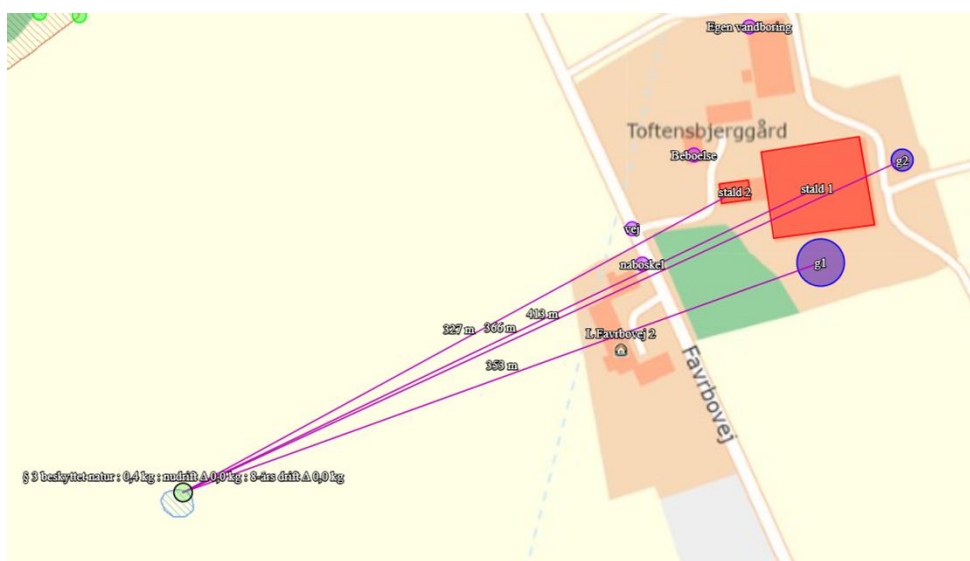 Egen vandboring
Toftensbjerggård
Beboelse
stald 2
stald 1
g2
vej
naboskel
g1
413 m
327 m
366 m
I. Favrbovej 2
353 m
Favrbovej
§ 3 beskyttet natur : 0,4 kg : nudrift Δ 0,0 kg : 8-års drift Δ 0,0 kg